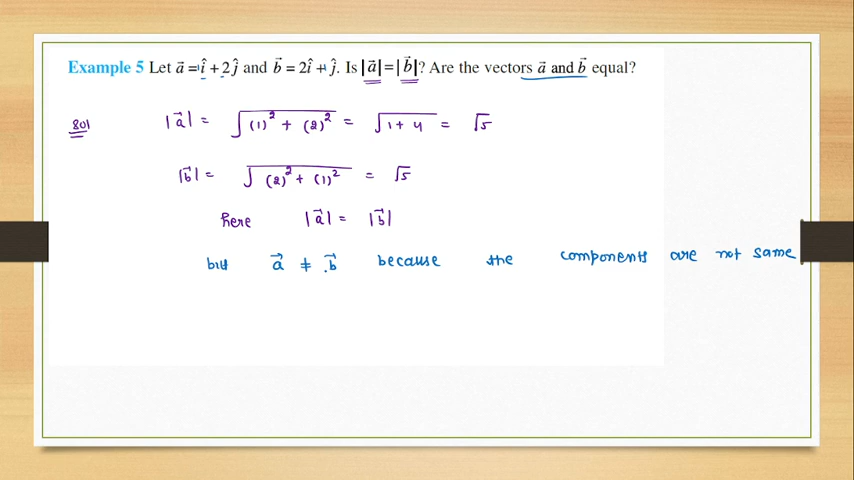 Example 5 Let a⃗ = î + 2ĵ and b⃗ = 2î + ĵ. Is |a⃗| = |b⃗|? Are the vectors a⃗ and b⃗ equal?
sol |a⃗| = √(1)² + (2)² = √1 + 4 = √5
|b⃗| = √(2)² + (1)² = √5
here |a⃗| = |b⃗|
but a⃗ ≠ b⃗ because the components are not same